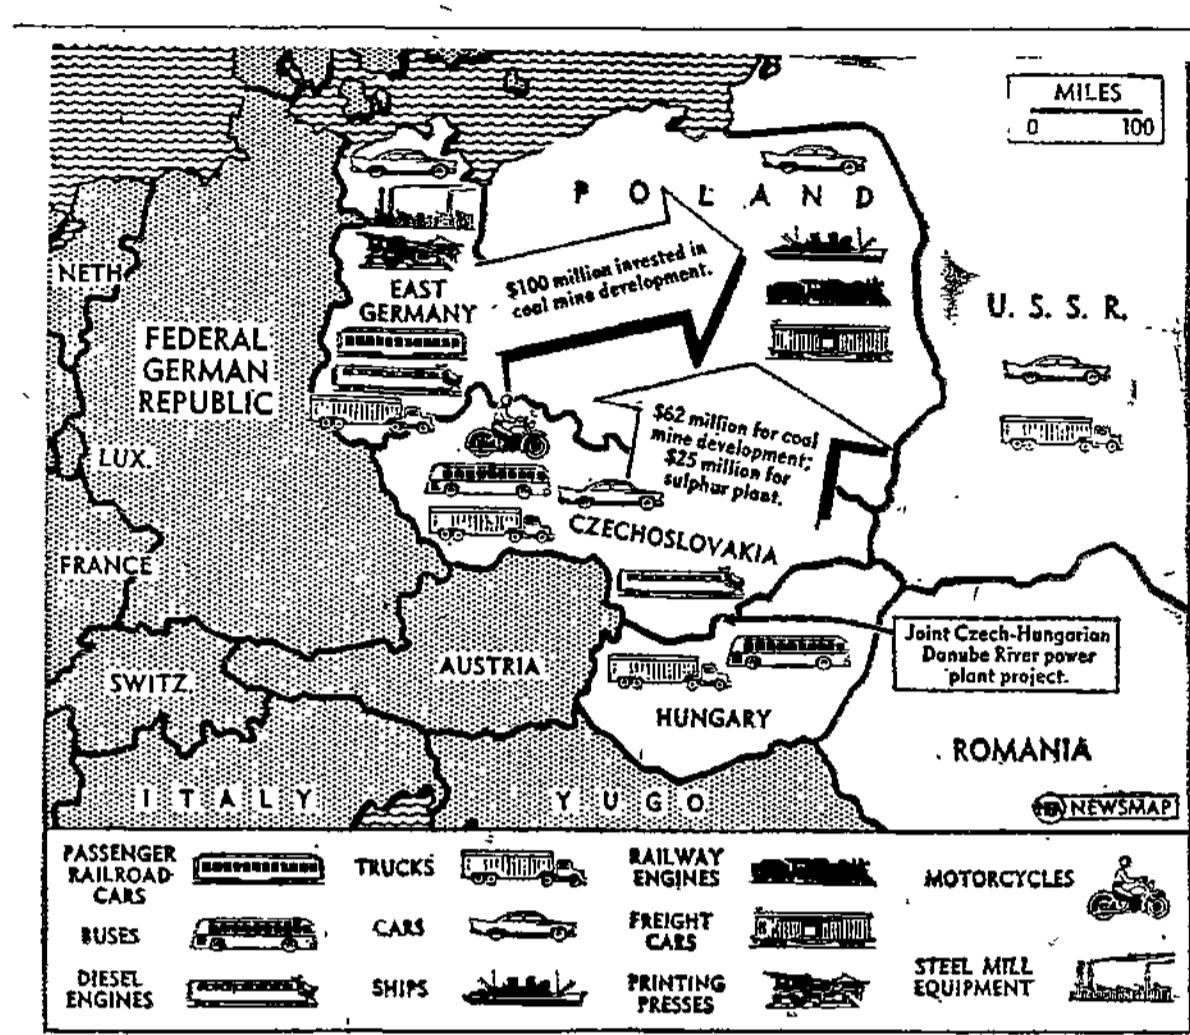 MILES
0 100
POLAND
NETH
$100 million invested in
coal mine development.
EAST
GERMANY
U. S. S. R.
FEDERAL
GERMAN
REPUBLIC
$62 million for coal
mine development;
$25 million for
sulphur plant.
LUX.
CZECHOSLOVAKIA
FRANCE
Joint Czech-Hungarian
Danube River power
plant project.
AUSTRIA
SWITZ.
HUNGARY
ROMANIA
ITALY
YUGO
NEWSMAP
PASSENGER
RAILROAD
CARS
TRUCKS
RAILWAY
ENGINES
MOTORCYCLES
BUSES
CARS
FREIGHT
CARS
DIESEL
ENGINES
SHIPS
PRINTING
PRESSES
STEEL MILL
EQUIPMENT